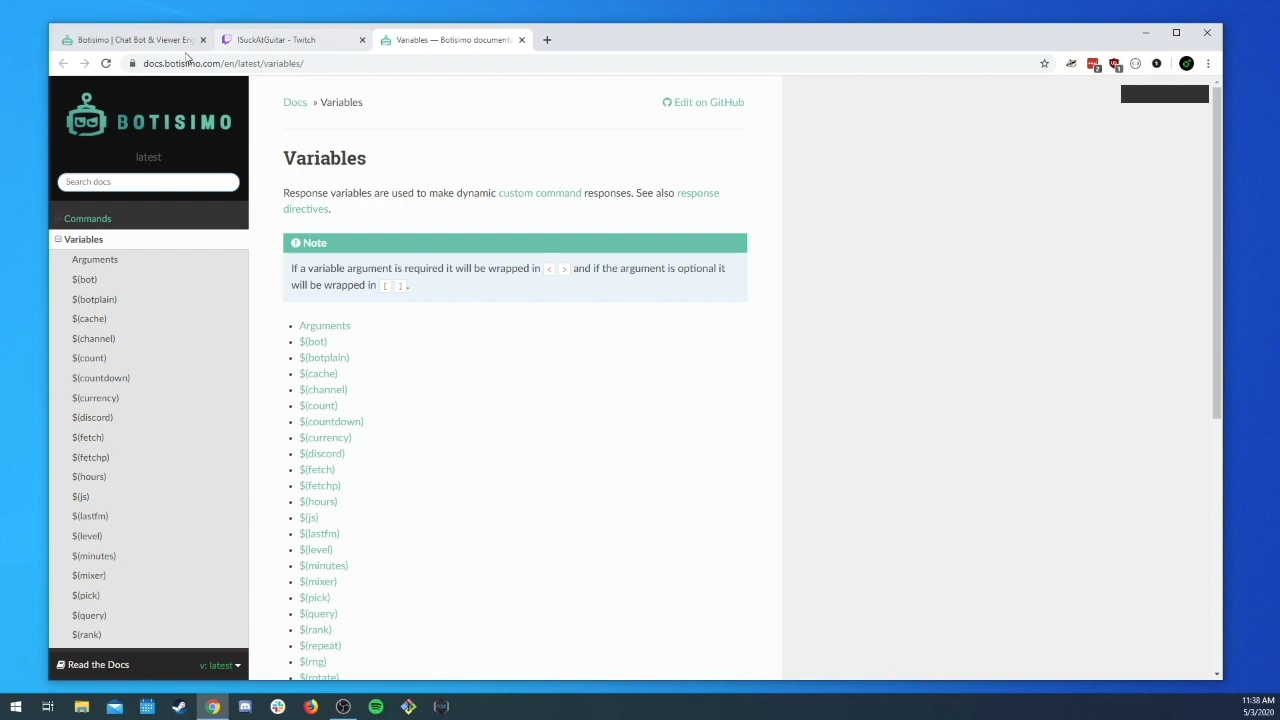 Botisimo | Chat Bot & Viewer En
ISuckAtGuitar - Twitch
Variables — Botisimo documenta
docs.botisimo.com/en/latest/variables/
BOTISIMO
latest
Search docs
Commands
Variables
Arguments
$(bot)
$(botplain)
$(cache)
$(channel)
$(count)
$(countdown)
$(currency)
$(discord)
$(fetch)
$(fetchp)
$(hours)
$(js)
$(lastfm)
$(level)
$(minutes)
$(mixer)
$(pick)
$(query)
$(rank)
Read the Docs
v: latest
Docs » Variables
Edit on GitHub
Variables
Response variables are used to make dynamic custom command responses. See also response
directives.
Note
If a variable argument is required it will be wrapped in < > and if the argument is optional it
will be wrapped in [ ].
Arguments
$(bot)
$(botplain)
$(cache)
$(channel)
$(count)
$(countdown)
$(currency)
$(discord)
$(fetch)
$(fetchp)
$(hours)
$(js)
$(lastfm)
$(level)
$(minutes)
$(mixer)
$(pick)
$(query)
$(rank)
$(repeat)
$(rng)
$(rotate)
11:38 AM
5/3/2020